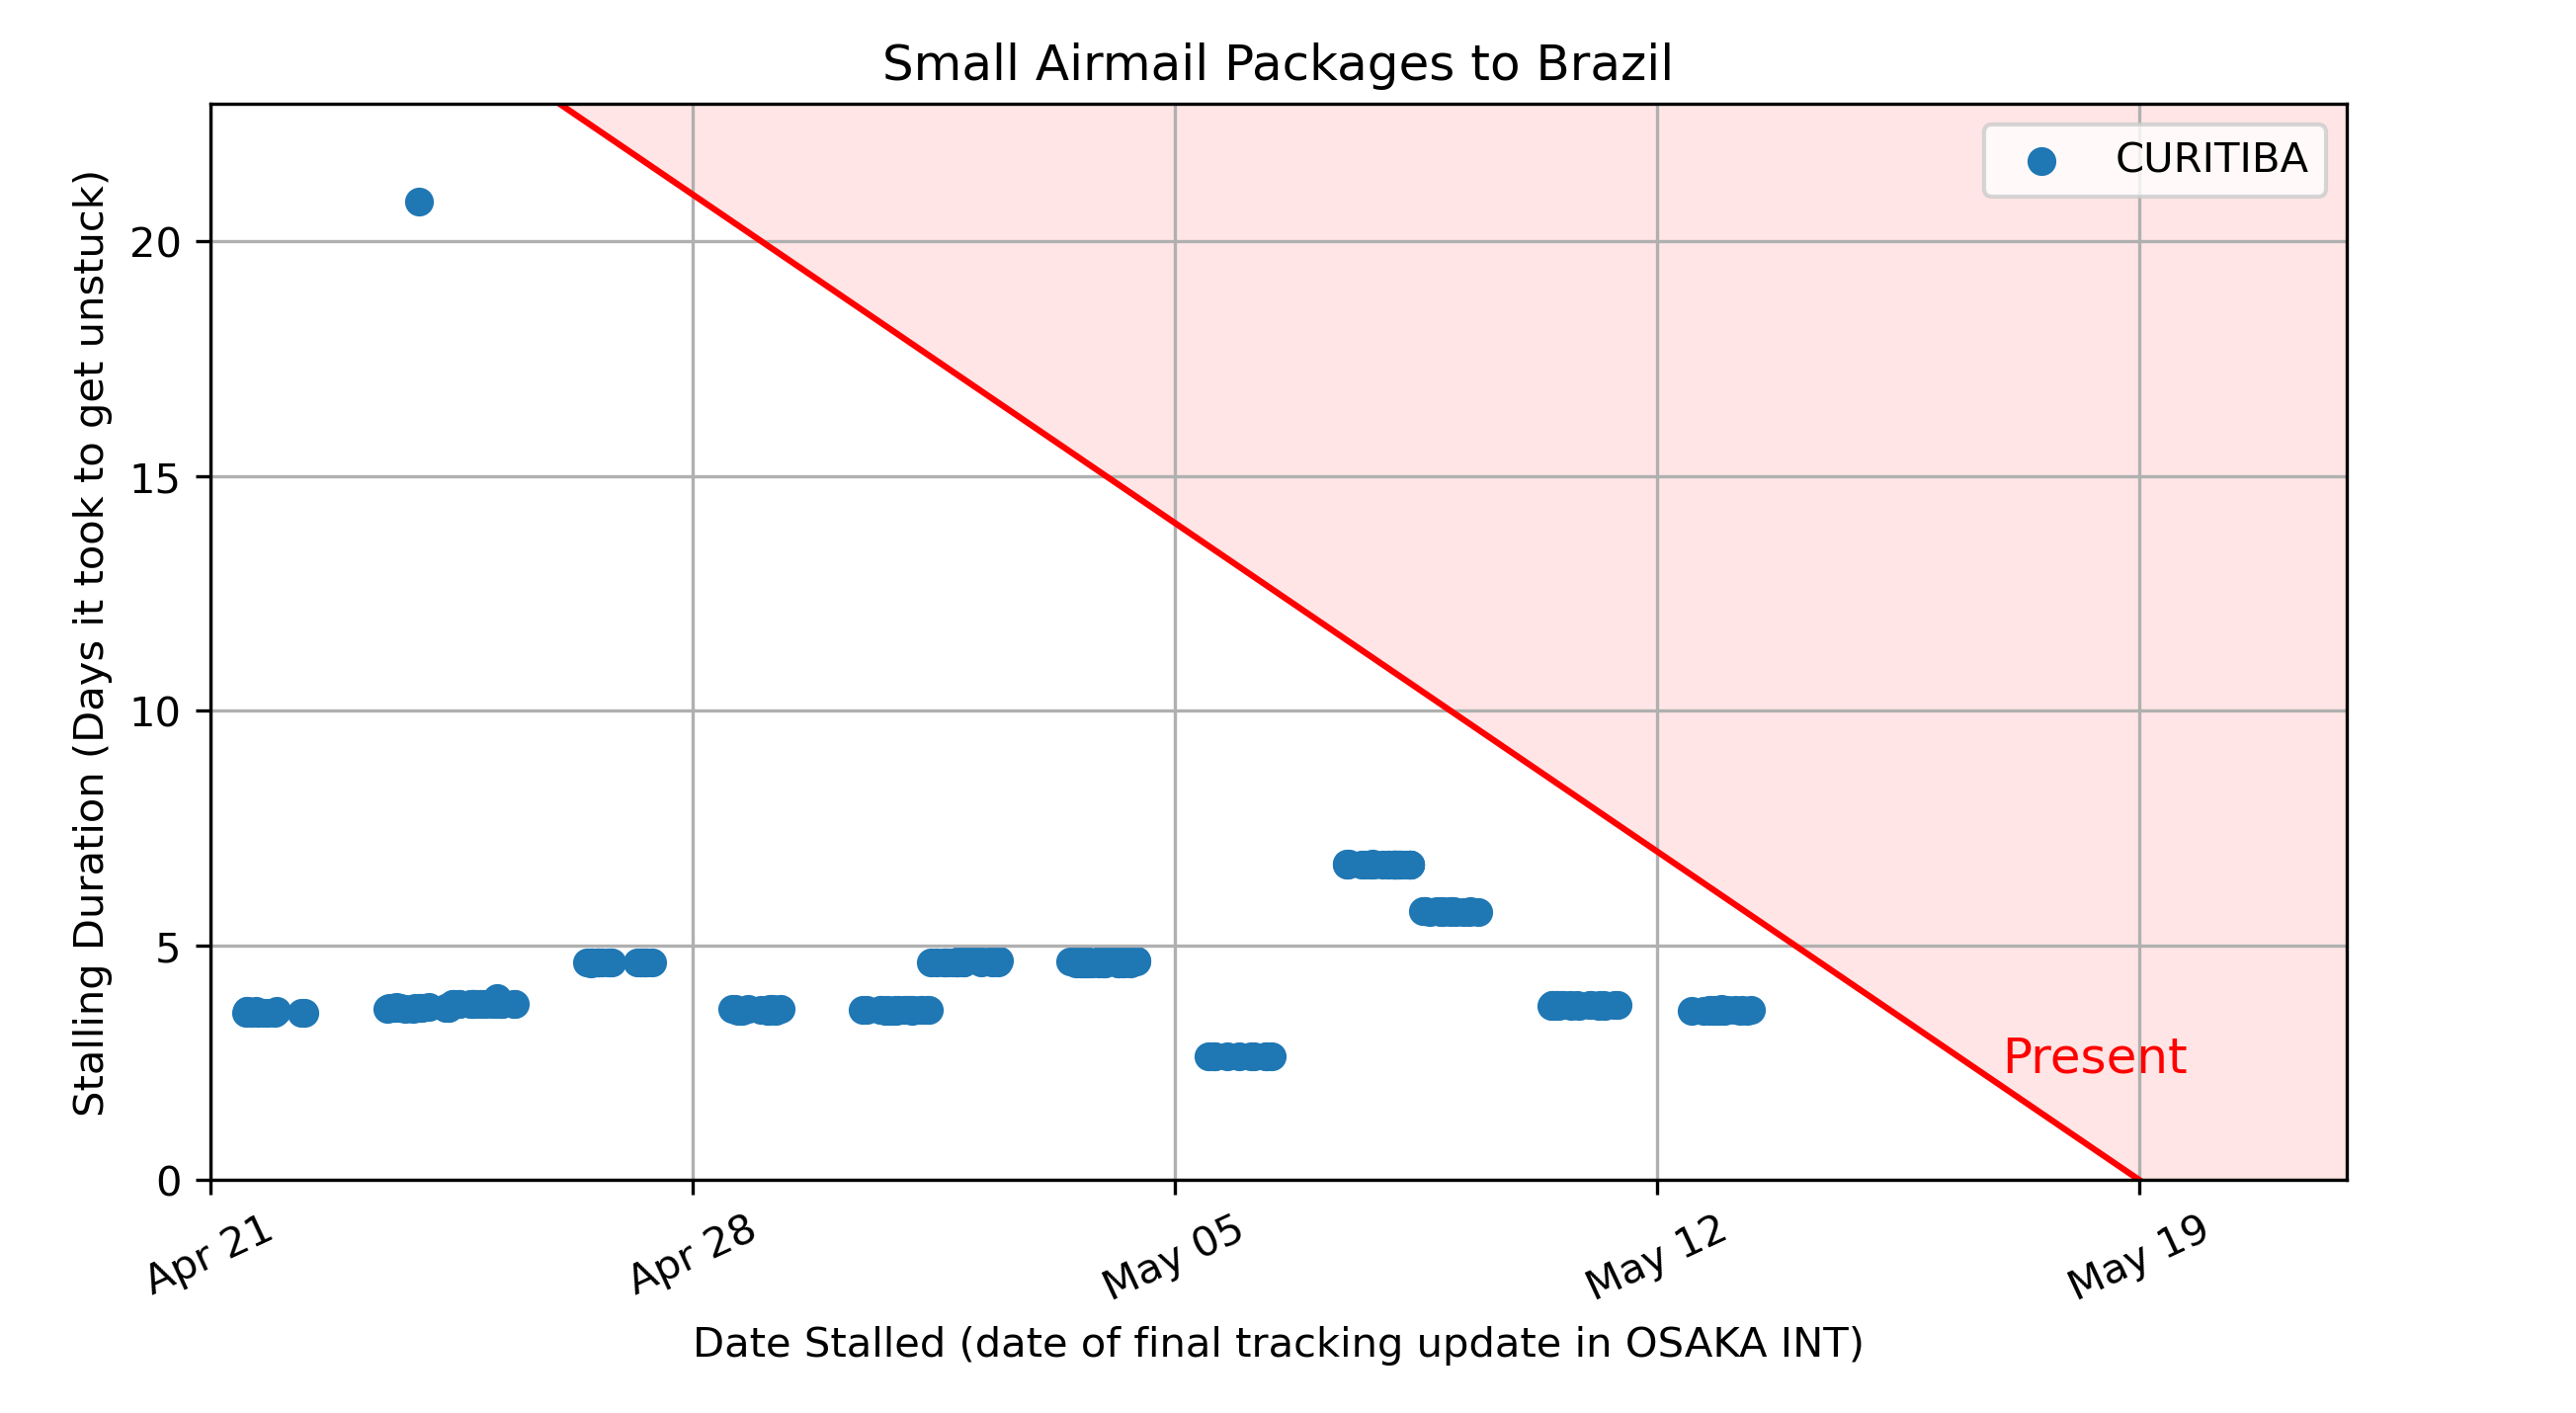 Small Airmail Packages to Brazil
CURITIBA
Stalling Duration (Days it took to get unstuck)
20
15
10
5
0
Present
Apr 21
Apr 28
May 05
May 12
May 19
Date Stalled (date of final tracking update in OSAKA INT)